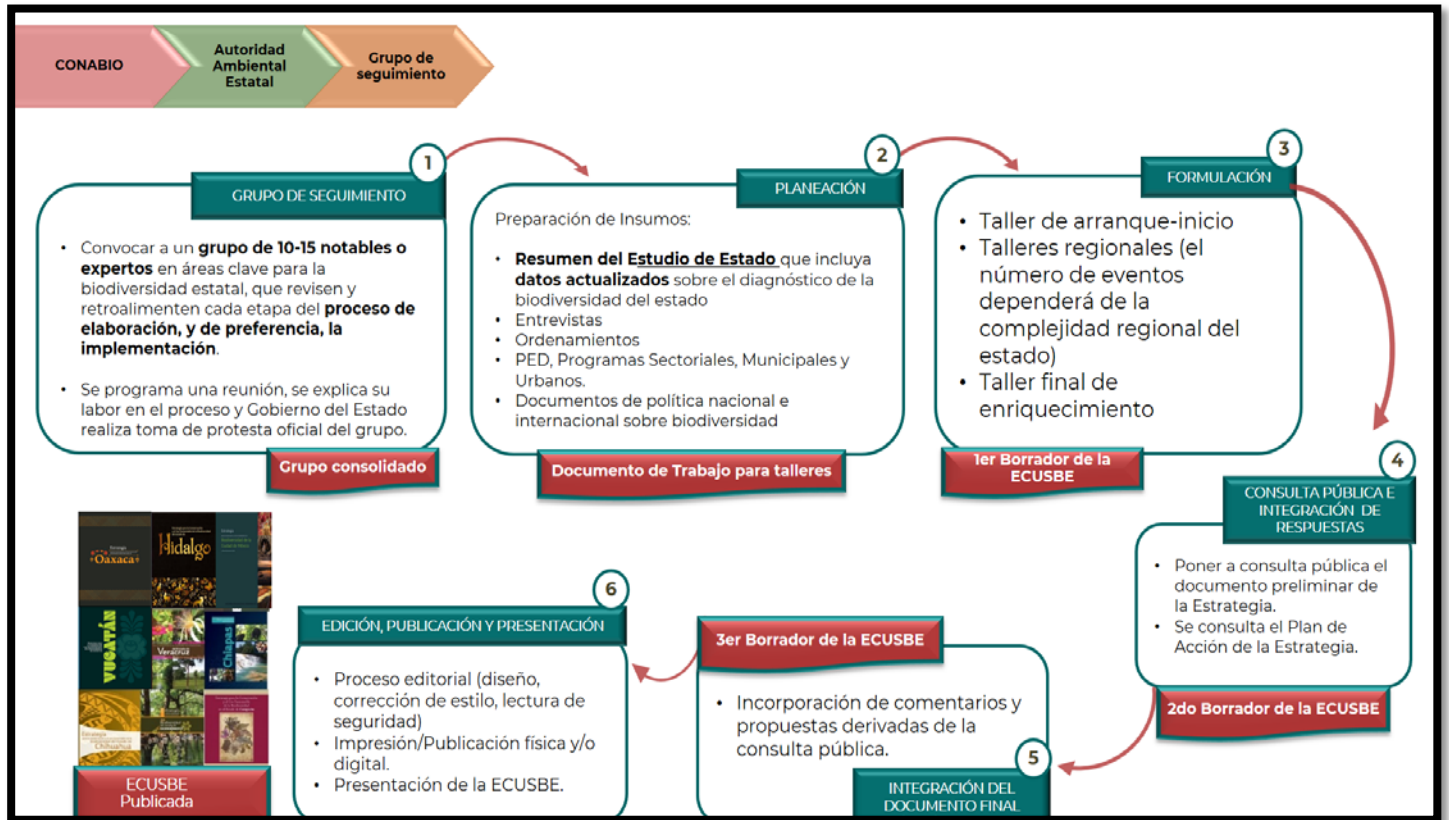 CONABIO
Autoridad
Ambiental
Estatal
Grupo de
seguimiento
1
GRUPO DE SEGUIMIENTO
• Convocar a un grupo de 10-15 notables o
expertos en áreas clave para la
biodiversidad estatal, que revisen y
retroalimenten cada etapa del proceso de
elaboración, y de preferencia, la
implementación.
• Se programa una reunión, se explica su
labor en el proceso y Gobierno del Estado
realiza toma de protesta oficial del grupo.
Grupo consolidado
2
PLANEACIÓN
Preparación de Insumos:
• Resumen del Estudio de Estado que incluya
datos actualizados sobre el diagnóstico de la
biodiversidad del estado
• Entrevistas
• Ordenamientos
• PED, Programas Sectoriales, Municipales y
Urbanos.
• Documentos de política nacional e
internacional sobre biodiversidad
Documento de Trabajo para talleres
3
FORMULACIÓN
• Taller de arranque-inicio
• Talleres regionales (el
número de eventos
dependerá de la
complejidad regional del
estado)
• Taller final de
enriquecimiento
1er Borrador de la
ECUSBE
4
CONSULTA PÚBLICA E
INTEGRACIÓN DE
RESPUESTAS
• Poner a consulta pública el
documento preliminar de
la Estrategia.
• Se consulta el Plan de
Acción de la Estrategia.
2do Borrador de la ECUSBE
3er Borrador de la ECUSBE
• Incorporación de comentarios y
propuestas derivadas de la
consulta pública.
5
INTEGRACIÓN DEL
DOCUMENTO FINAL
6
EDICIÓN, PUBLICACIÓN Y PRESENTACIÓN
• Proceso editorial (diseño,
corrección de estilo, lectura de
seguridad)
• Impresión/Publicación física y/o
digital.
• Presentación de la ECUSBE.
Oaxaca
Hidalgo
YUCATÁN
Veracruz
Chiapas
Estrategia
Chihuahua
ECUSBE
Publicada